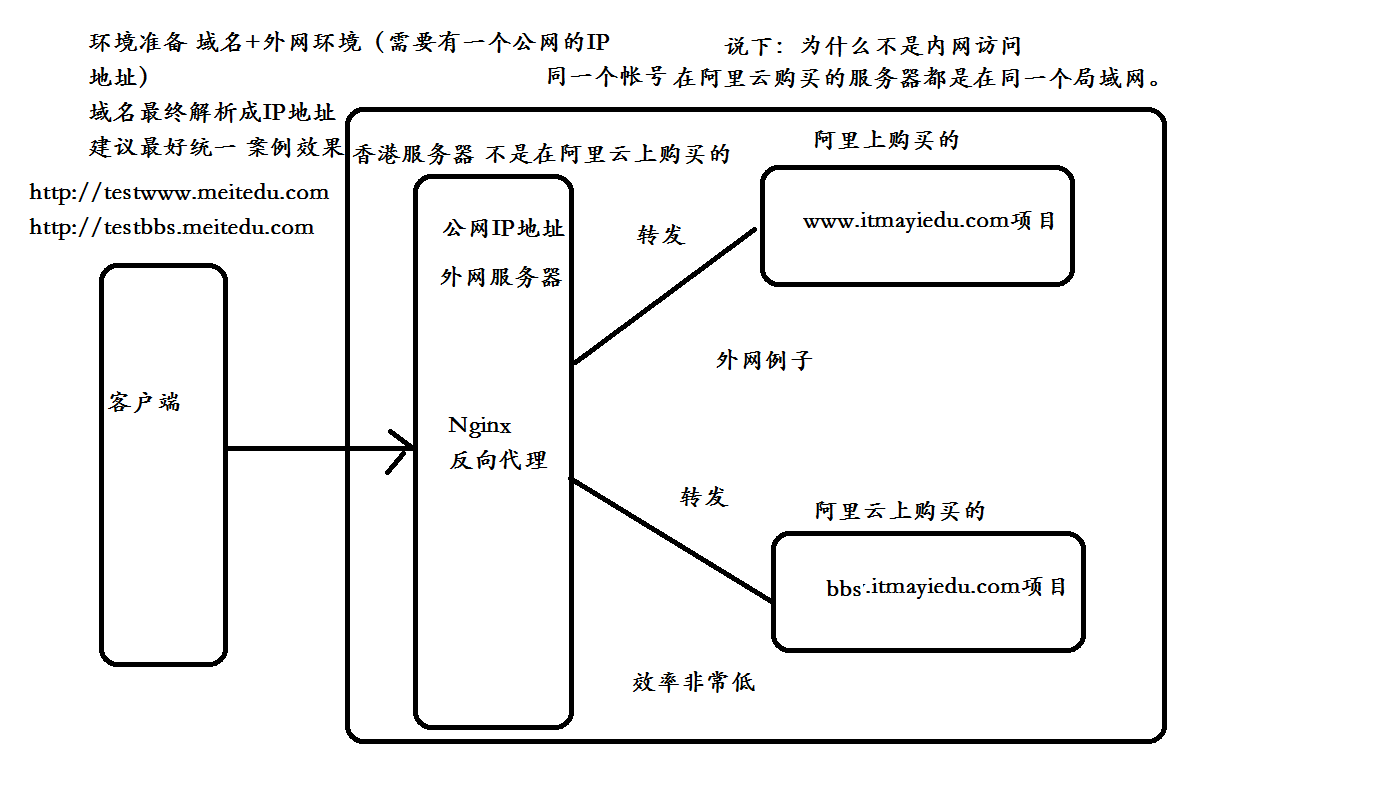 环境准备 域名+外网环境（需要有一个公网的IP
地址）
域名最终解析成IP地址
建议最好统一 案例效果
http://testwww.meitedu.com
http://testbbs.meitedu.com
说下：为什么不是内网访问
同一个帐号 在阿里云购买的服务器都是在同一个局域网。
香港服务器 不是在阿里云上购买的
阿里上购买的
公网IP地址
外网服务器
转发
www.itmayiedu.com项目
外网例子
客户端
Nginx
反向代理
转发
阿里云上购买的
bbs.itmayiedu.com项目
效率非常低